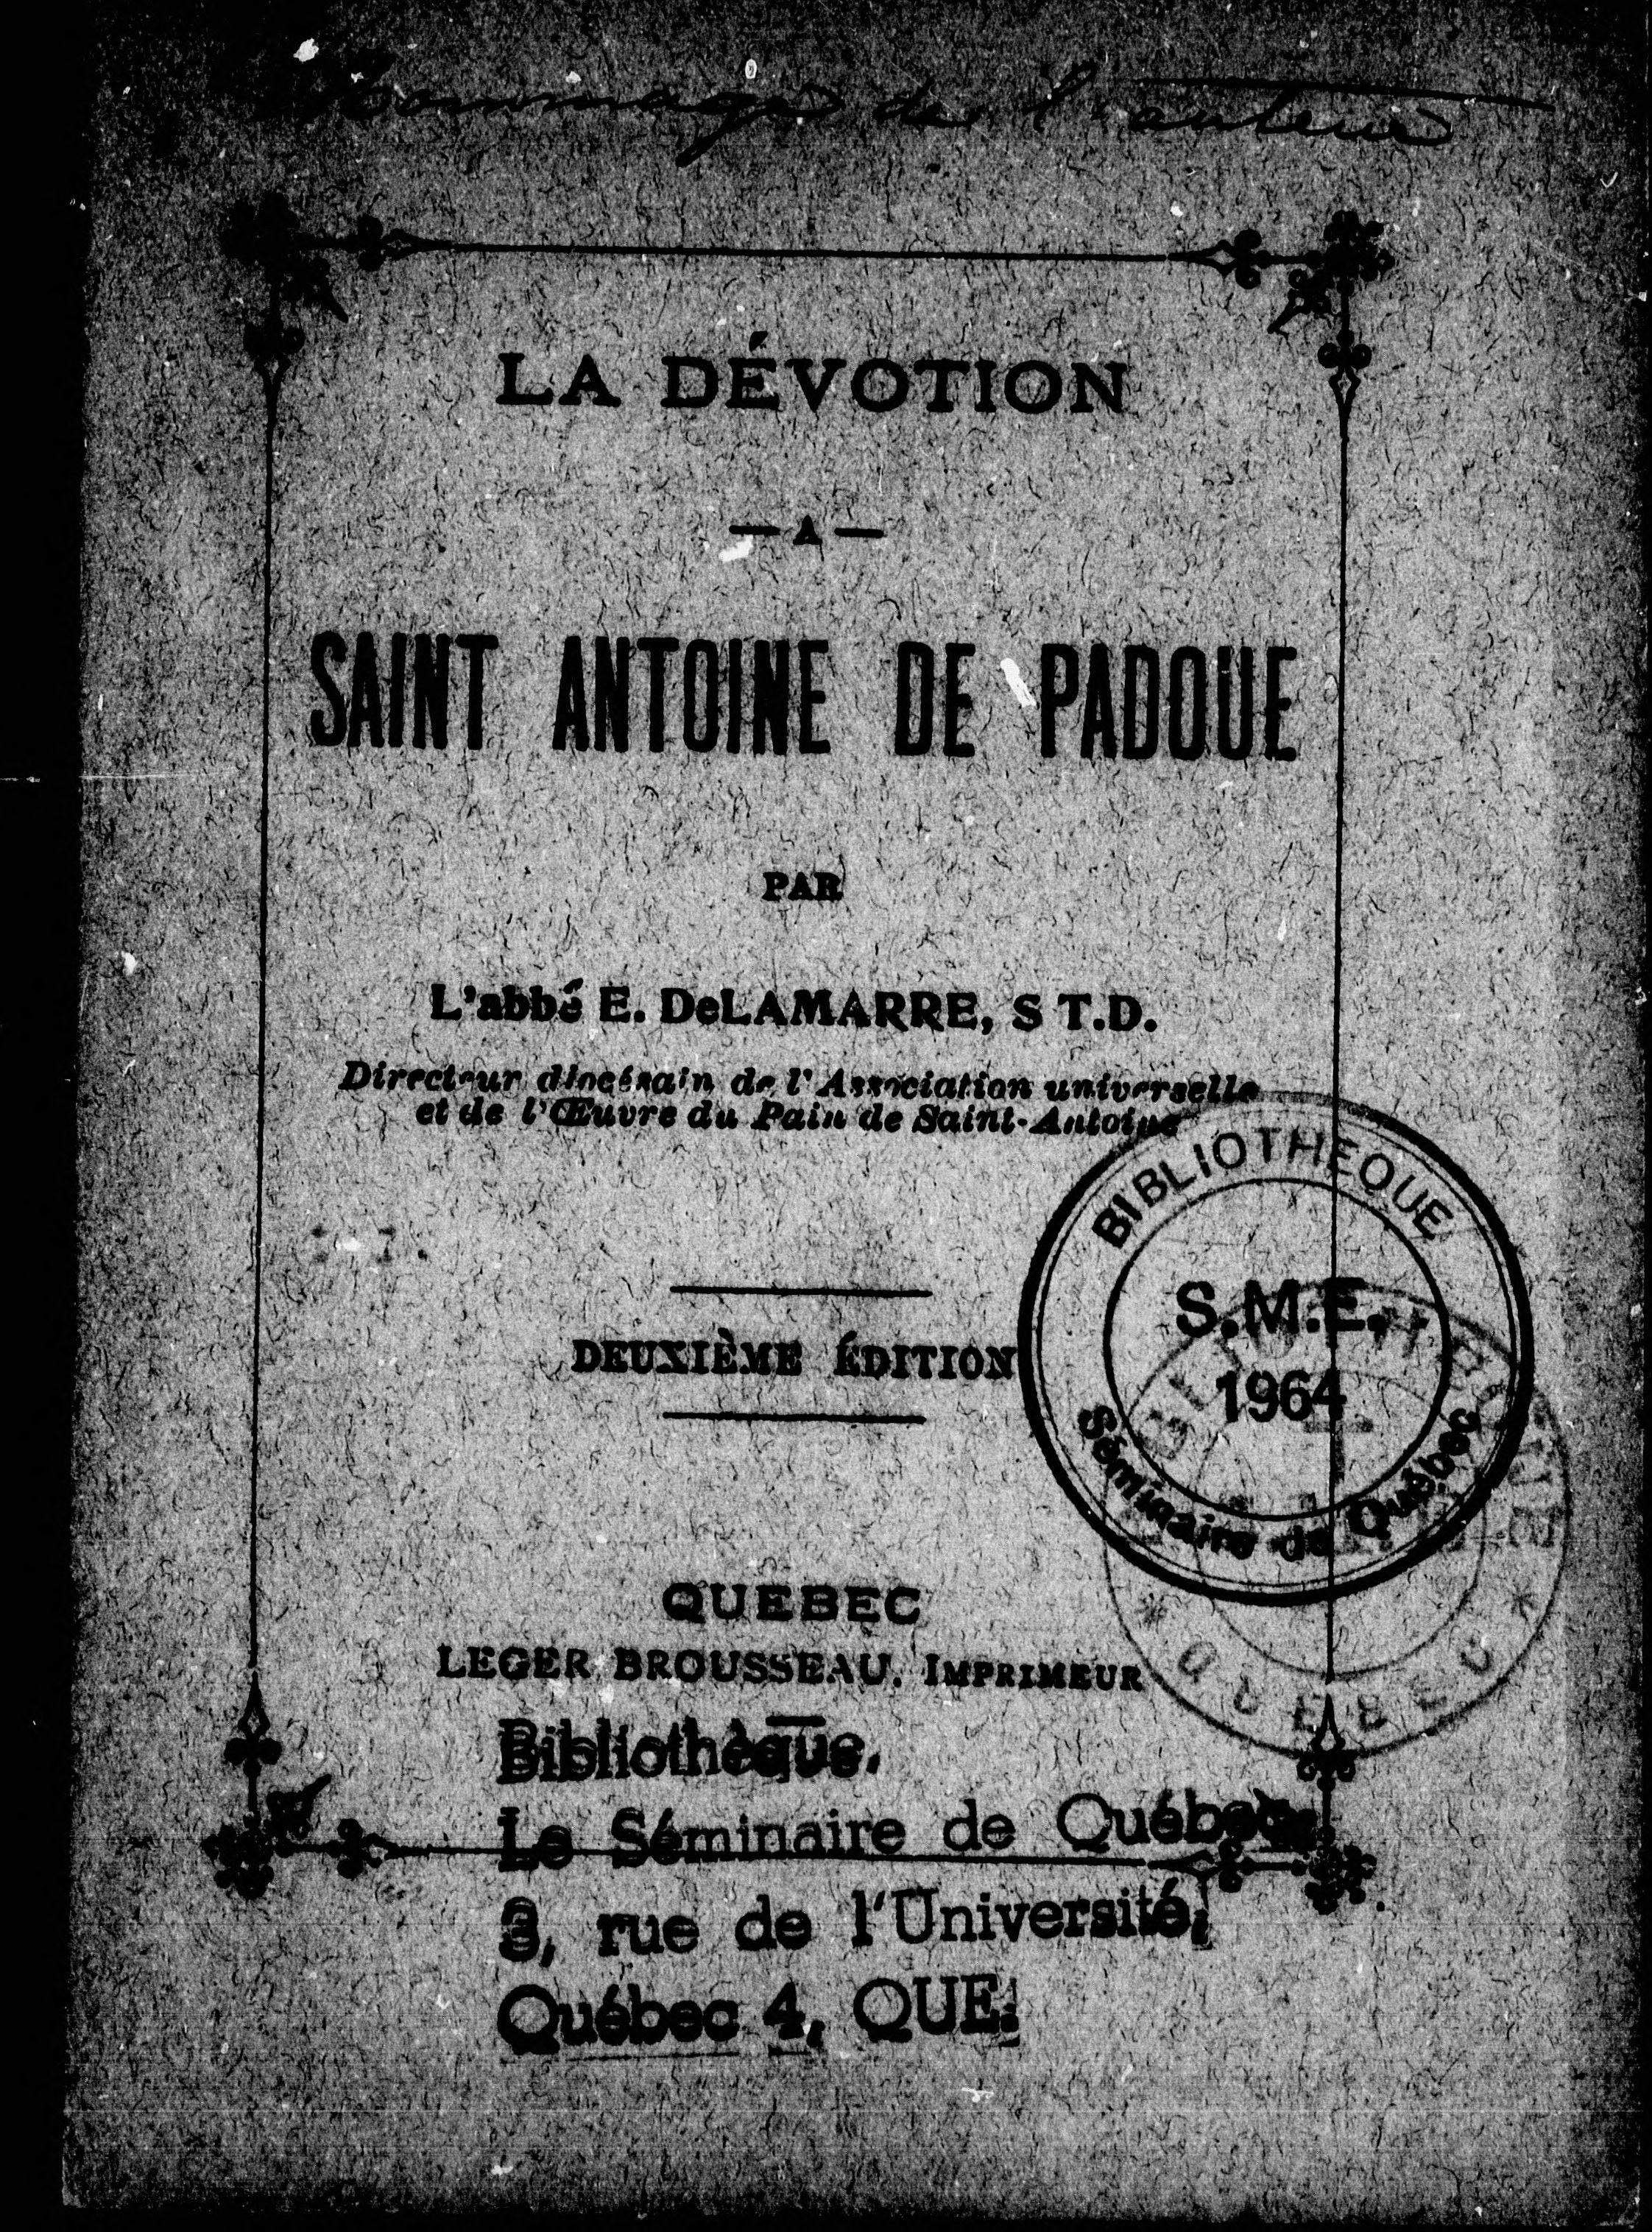 Hommage de l'auteur
LA DÉVOTION
— A —
SAINT ANTOINE DE PADOUE
PAR
L'abbé E. DeLAMARRE, S T.D.
Directeur diocésain de l'Association universelle
et de l'Œuvre du Pain de Saint-Antoine
BIBLIOTHEQUE
S.M.E.
1964
Séminaire de Québec
DEUXIÈME ÉDITION
QUEBEC
LEGER BROUSSEAU, IMPRIMEUR
Bibliothèque,
Le Séminaire de Québec,
3, rue de l'Université,
Québec 4, QUE.